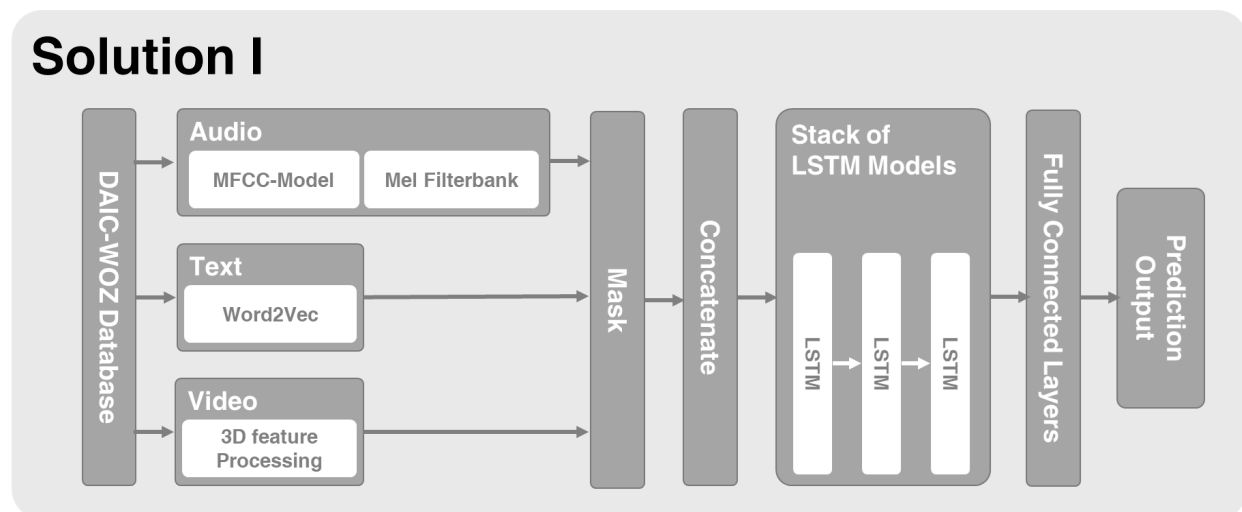 Solution I
DAIC-WOZ Database
Audio
MFCC-Model
Mel Filterbank
Text
Word2Vec
Video
3D feature
Processing
Mask
Concatenate
Stack of
LSTM Models
LSTM
LSTM
LSTM
Fully Connected Layers
Prediction
Output